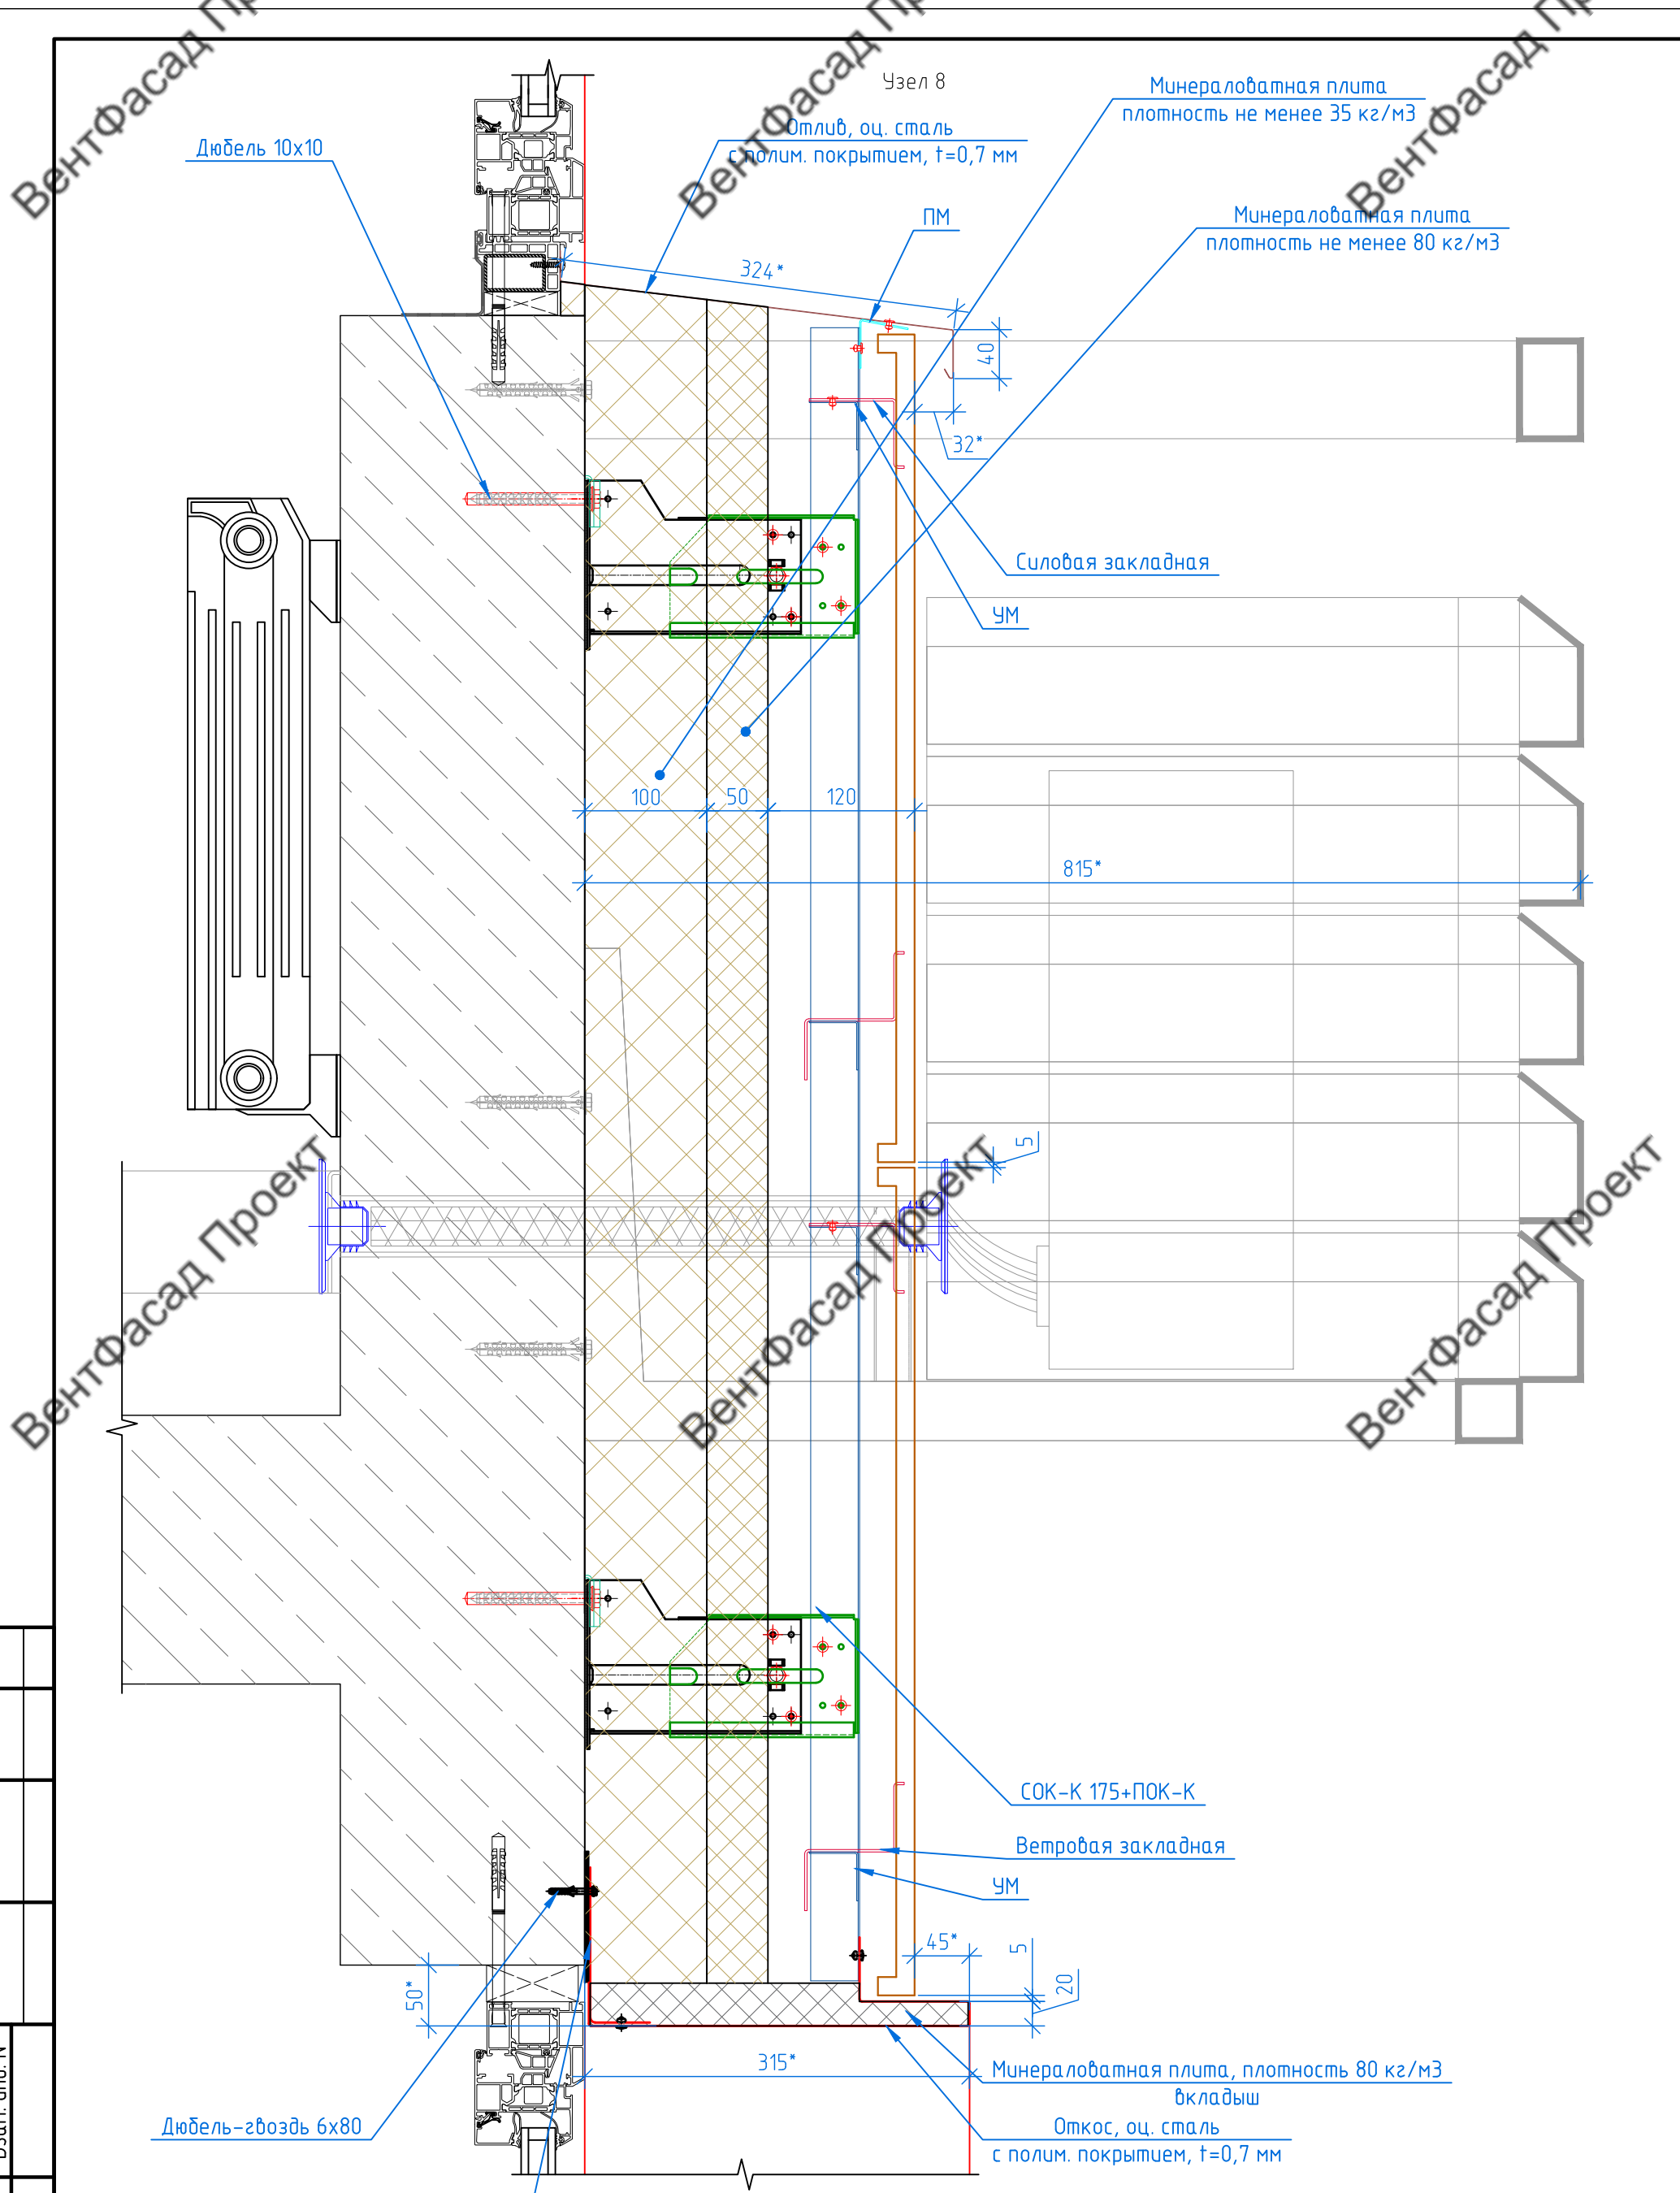 Узел 8
Минераловатная плита
плотность не менее 35 кг/м3
Отлив, оц. сталь
с полим. покрытием, t=0,7 мм
Дюбель 10х10
ПМ
Минераловатная плита
плотность не менее 80 кг/м3
324*
40
32*
Силовая закладная
УМ
100
50
120
815*
5
СОК-К 175+ПОК-К
Ветровая закладная
УМ
45*
5
20
50*
315*
Минераловатная плита, плотность 80 кг/м3
вкладыш
Откос, оц. сталь
с полим. покрытием, t=0,7 мм
Дюбель-гвоздь 6х80
ВентФасад Проект
ВентФасад Проект
ВентФасад Проект